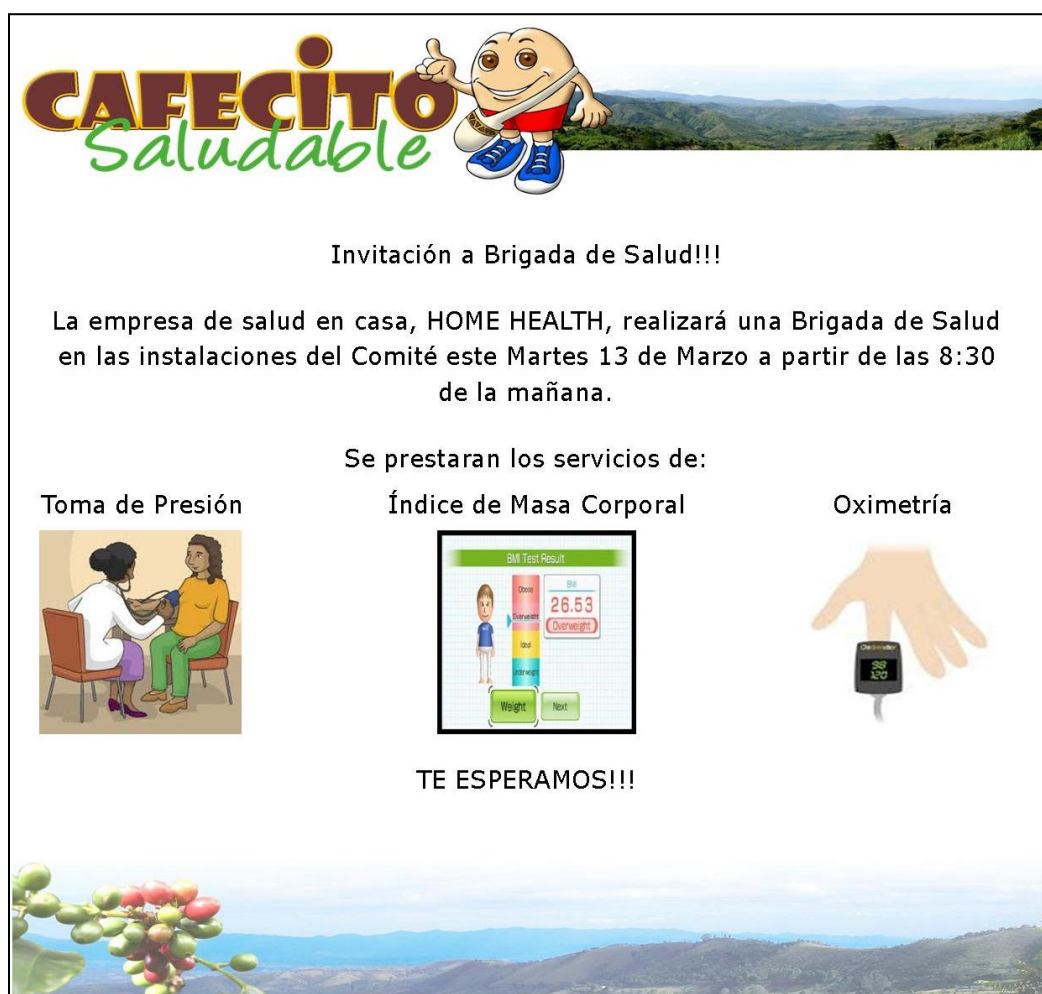 CAFECITO
Saludable
Invitación a Brigada de Salud!!!
La empresa de salud en casa, HOME HEALTH, realizará una Brigada de Salud
en las instalaciones del Comité este Martes 13 de Marzo a partir de las 8:30
de la mañana.
Se prestaran los servicios de:
Toma de Presión
Índice de Masa Corporal
Oximetría
BMI Test Result
Obese
Overweight
Ideal
Underweight
BMI
26.53
Overweight
Weight
Next
98
120
TE ESPERAMOS!!!